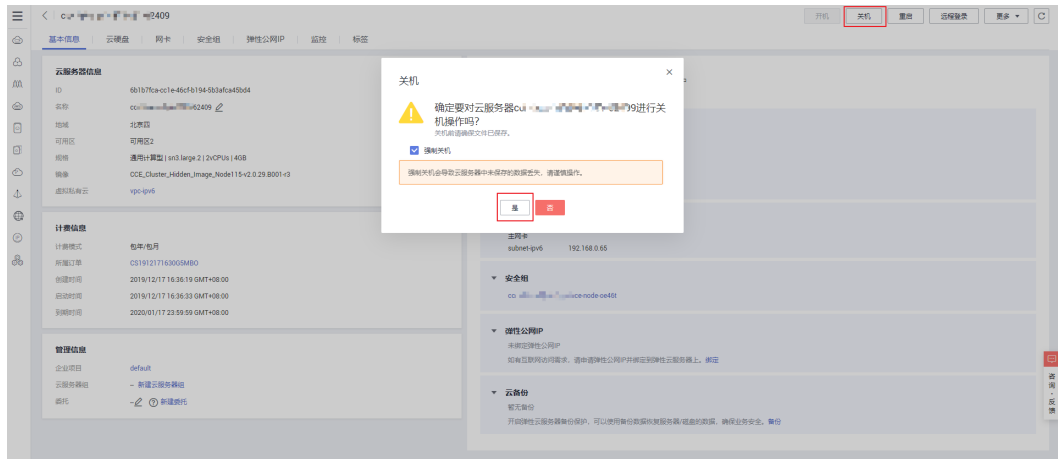 2409
开机 关机 重启 远程登录 更多
基本信息 云硬盘 网卡 安全组 弹性公网IP 监控 标签
云服务器信息
ID 6b1b7fca-cc1e-46cf-b194-5b3afca45bd4
名称 62409
地域 北京四
可用区 可用区2
规格 通用计算型 | sn3.large.2 | 2vCPUs | 4GB
镜像 CCE_Cluster_Hidden_Image_Node115-v2.0.29.B001<3
虚拟私有云 vpc-ipv6
计费信息
计费模式 包年/包月
所属订单 CS1912171630G5MBO
创建时间 2019/12/17 16:36:19 GMT+08:00
启动时间 2019/12/17 16:36:33 GMT+08:00
到期时间 2020/01/17 23:59:59 GMT+08:00
管理信息
企业项目 default
云服务器组 -- 新建云服务器组
委托 -- 新建委托
关机
确定要对云服务器 09进行关
机操作吗?
关机前请确保文件已保存。
强制关机
强制关机会导致云服务器中未保存的数据丢失,请谨慎操作。
是 否
主网卡
subnet-ipv6 192.168.0.65
安全组
cce-node-oe46t
弹性公网IP
未绑定弹性公网IP
如有互联网访问需求,请申请弹性公网IP并绑定到弹性云服务器上。绑定
云备份
暂无备份
开启弹性云服务器备份保护,可以使用备份数据恢复服务器/磁盘的数据,确保业务安全。备份
咨询·反馈